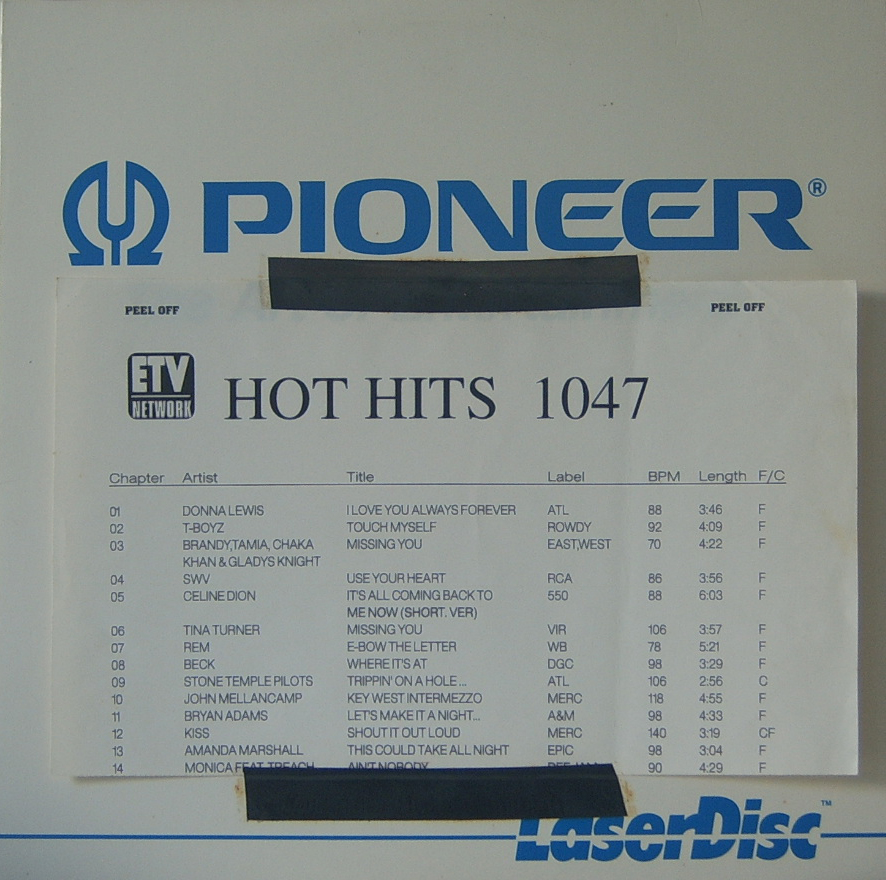 PIONEER®
PEEL OFF PEEL OFF
ETV
NETWORK
HOT HITS 1047
Chapter Artist Title Label BPM Length F/C
01 DONNA LEWIS I LOVE YOU ALWAYS FOREVER ATL 88 3:46 F
02 T-BOYZ TOUCH MYSELF ROWDY 92 4:09 F
03 BRANDY,TAMIA, CHAKA MISSING YOU EAST,WEST 70 4:22 F
KHAN & GLADYS KNIGHT
04 SWV USE YOUR HEART RCA 86 3:56 F
05 CELINE DION IT'S ALL COMING BACK TO 550 88 6:03 F
ME NOW (SHORT. VER)
06 TINA TURNER MISSING YOU VIR 106 3:57 F
07 REM E-BOW THE LETTER WB 78 5:21 F
08 BECK WHERE IT'S AT DGC 98 3:29 F
09 STONE TEMPLE PILOTS TRIPPIN' ON A HOLE ... ATL 106 2:56 C
10 JOHN MELLANCAMP KEY WEST INTERMEZZO MERC 118 4:55 F
11 BRYAN ADAMS LET'S MAKE IT A NIGHT... A&M 98 4:33 F
12 KISS SHOUT IT OUT LOUD MERC 140 3:19 CF
13 AMANDA MARSHALL THIS COULD TAKE ALL NIGHT EPIC 98 3:04 F
14 MONICA FEAT. TREACH AIN'T NOBODY DEF JAM 90 4:29 F
LaserDisc™